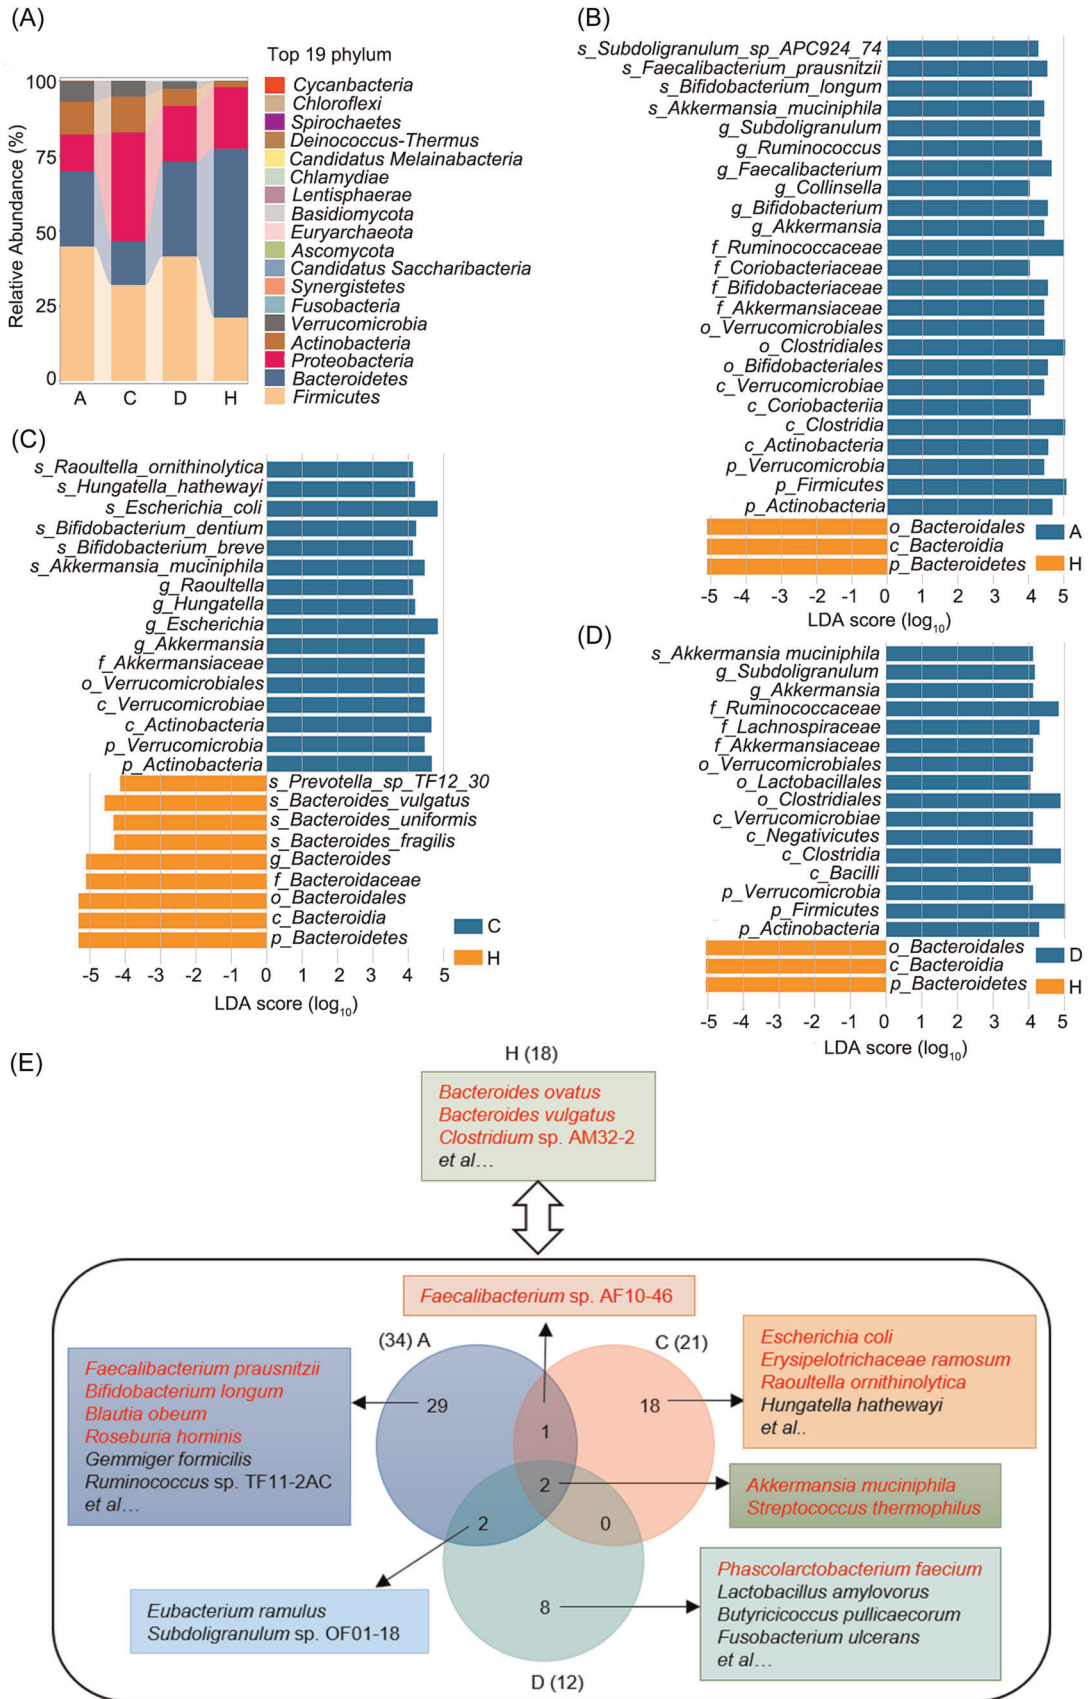 (A)
Top 19 phylum
Relative Abundance (%)
100
75
50
25
0
A C D H
Cycanbacteria
Chloroflexi
Spirochaetes
Deinococcus-Thermus
Candidatus Melainabacteria
Chlamydiae
Lentisphaerae
Basidiomycota
Euryarchaeota
Ascomycota
Candidatus Saccharibacteria
Synergistetes
Fusobacteria
Verrucomicrobia
Actinobacteria
Proteobacteria
Bacteroidetes
Firmicutes
(B)
s_Subdoligranulum_sp_APC924_74
s_Faecalibacterium_prausnitzii
s_Bifidobacterium_longum
s_Akkermansia_muciniphila
g_Subdoligranulum
g_Ruminococcus
g_Faecalibacterium
g_Collinsella
g_Bifidobacterium
g_Akkermansia
f_Ruminococcaceae
f_Coriobacteriaceae
f_Bifidobacteriaceae
f_Akkermansiaceae
o_Verrucomicrobiales
o_Clostridiales
o_Bifidobacteriales
c_Verrucomicrobiae
c_Coriobacteriia
c_Clostridia
c_Actinobacteria
p_Verrucomicrobia
p_Firmicutes
p_Actinobacteria
o_Bacteroidales
c_Bacteroidia
p_Bacteroidetes
A
H
-5 -4 -3 -2 -1 0 1 2 3 4 5
LDA score (log10)
(C)
s_Raoultella_ornithinolytica
s_Hungatella_hathewayi
s_Escherichia_coli
s_Bifidobacterium_dentium
s_Bifidobacterium_breve
s_Akkermansia_muciniphila
g_Raoultella
g_Hungatella
g_Escherichia
g_Akkermansia
f_Akkermansiaceae
o_Verrucomicrobiales
c_Verrucomicrobiae
c_Actinobacteria
p_Verrucomicrobia
p_Actinobacteria
s_Prevotella_sp_TF12_30
s_Bacteroides_vulgatus
s_Bacteroides_uniformis
s_Bacteroides_fragilis
g_Bacteroides
f_Bacteroidaceae
o_Bacteroidales
c_Bacteroidia
p_Bacteroidetes
C
H
-5 -4 -3 -2 -1 0 1 2 3 4 5
LDA score (log10)
(D)
s_Akkermansia muciniphila
g_Subdoligranulum
g_Akkermansia
f_Ruminococcaceae
f_Lachnospiraceae
f_Akkermansiaceae
o_Verrucomicrobiales
o_Lactobacillales
o_Clostridiales
c_Verrucomicrobiae
c_Negativicutes
c_Clostridia
c_Bacilli
p_Verrucomicrobia
p_Firmicutes
p_Actinobacteria
o_Bacteroidales
c_Bacteroidia
p_Bacteroidetes
D
H
-5 -4 -3 -2 -1 0 1 2 3 4 5
LDA score (log10)
(E)
H (18)
Bacteroides ovatus
Bacteroides vulgatus
Clostridium sp. AM32-2
et al…
Faecalibacterium sp. AF10-46
(34) A
C (21)
Faecalibacterium prausnitzii
Bifidobacterium longum
Blautia obeum
Roseburia hominis
Gemmiger formicilis
Ruminococcus sp. TF11-2AC
et al…
29
1
18
2
2
0
8
Escherichia coli
Erysipelotrichaceae ramosum
Raoultella ornithinolytica
Hungatella hathewayi
et al..
Akkermansia muciniphila
Streptococcus thermophilus
Eubacterium ramulus
Subdoligranulum sp. OF01-18
Phascolarctobacterium faecium
Lactobacillus amylovorus
Butyricicoccus pullicaecorum
Fusobacterium ulcerans
et al…
D (12)